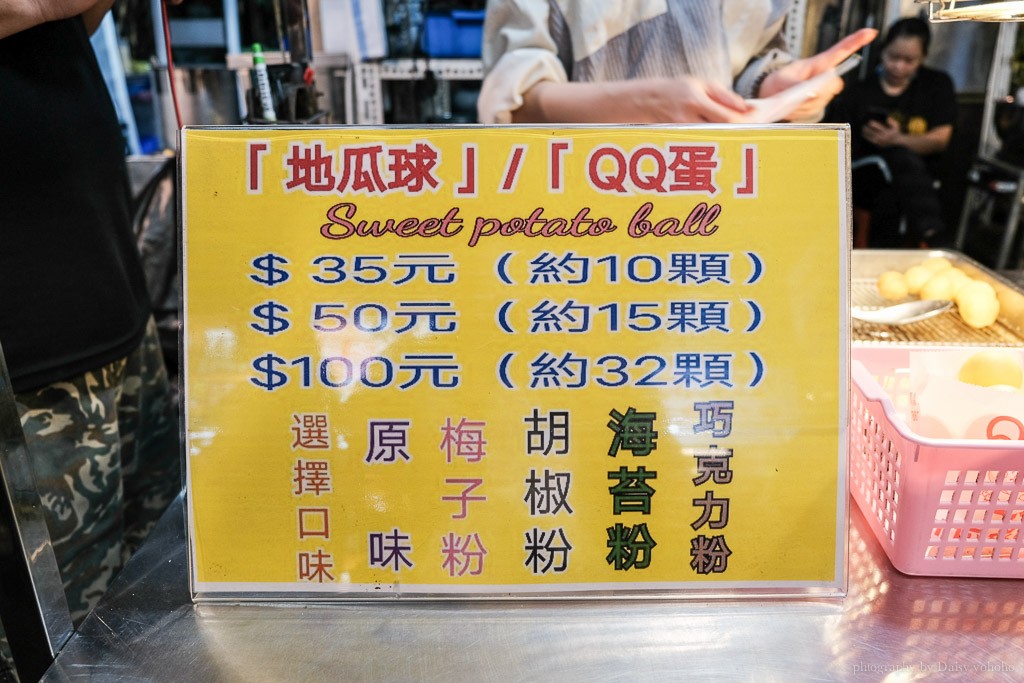 「地瓜球」/「QQ蛋」
Sweet potato ball
$ 35元 (約10顆)
$ 50元 (約15顆)
$100元 (約32顆)
選擇口味
原味
梅子粉
胡椒粉
海苔粉
巧克力粉
photography by Daisy yohoho